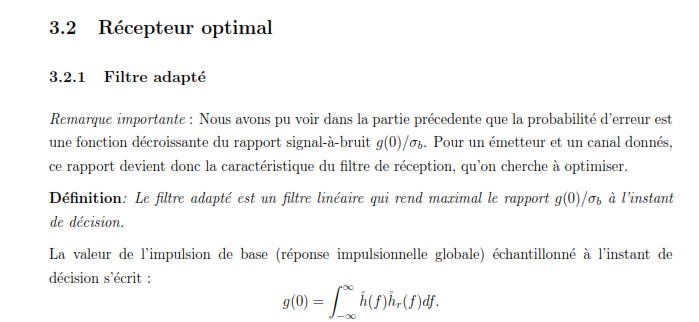 3.2 Récepteur optimal
3.2.1 Filtre adapté
Remarque importante : Nous avons pu voir dans la partie précedente que la probabilité d'erreur est
une fonction décroissante du rapport signal-à-bruit g(0)/σ_b. Pour un émetteur et un canal donnés,
ce rapport devient donc la caractéristique du filtre de réception, qu'on cherche à optimiser.
Définition: Le filtre adapté est un filtre linéaire qui rend maximal le rapport g(0)/σ_b à l'instant
de décision.
La valeur de l'impulsion de base (réponse impulsionnelle globale) échantillonné à l'instant de
décision s'écrit :
g(0) = ∫_{-∞}^{∞} h̊(f)h̊_r(f)df.